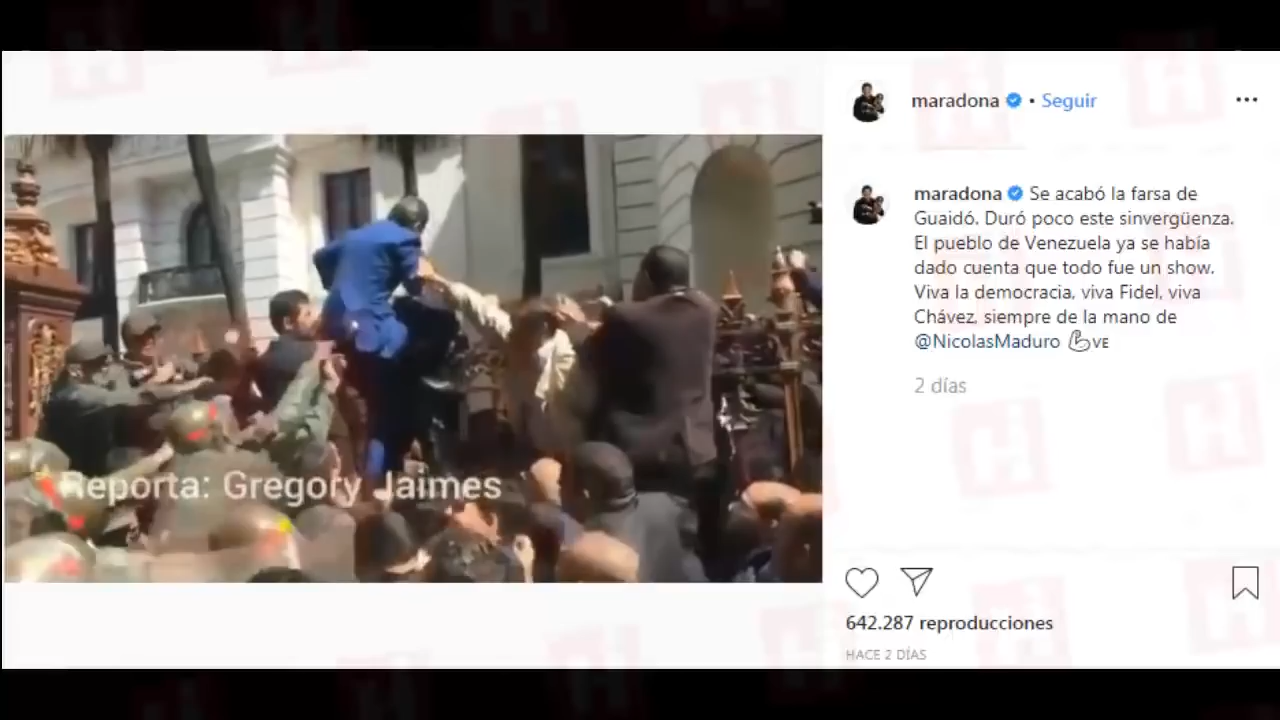 maradona • Seguir
maradona Se acabó la farsa de
Guaidó. Duró poco este sinvergüenza.
El pueblo de Venezuela ya se había
dado cuenta que todo fue un show.
Viva la democracia, viva Fidel, viva
Chávez, siempre de la mano de
@NicolasMaduro 💪VE
2 días
Reporta: Gregory Jaimes
642.287 reproducciones
HACE 2 DÍAS